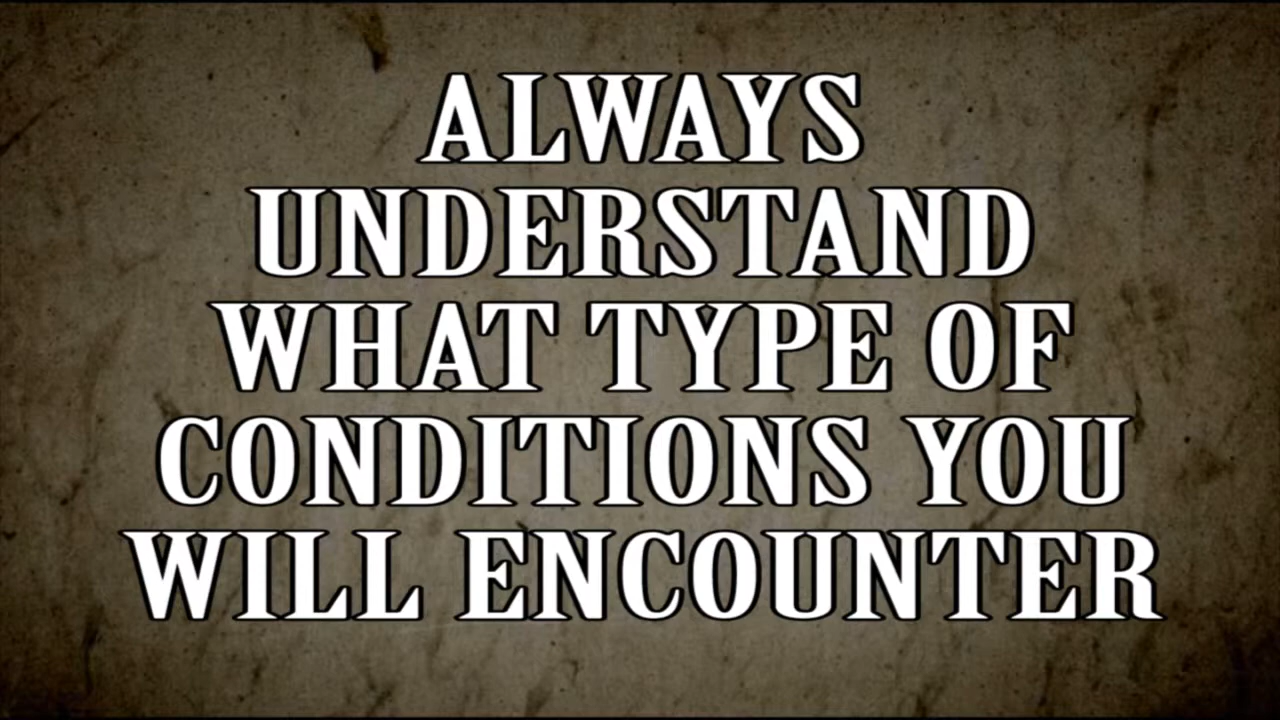 ALWAYS
UNDERSTAND
WHAT TYPE OF
CONDITIONS YOU
WILL ENCOUNTER